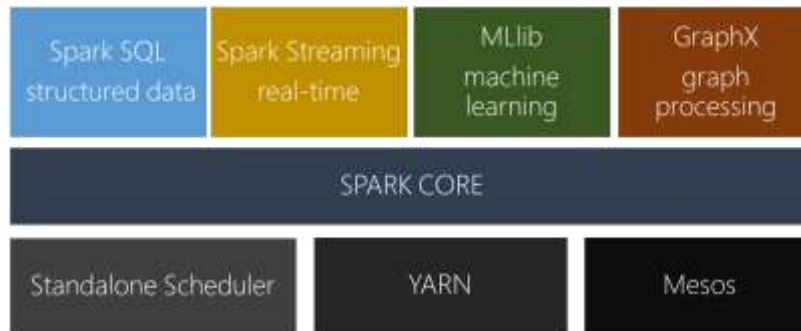 Spark SQL
structured data
Spark Streaming
real-time
MLlib
machine
learning
GraphX
graph
processing
SPARK CORE
Standalone Scheduler
YARN
Mesos